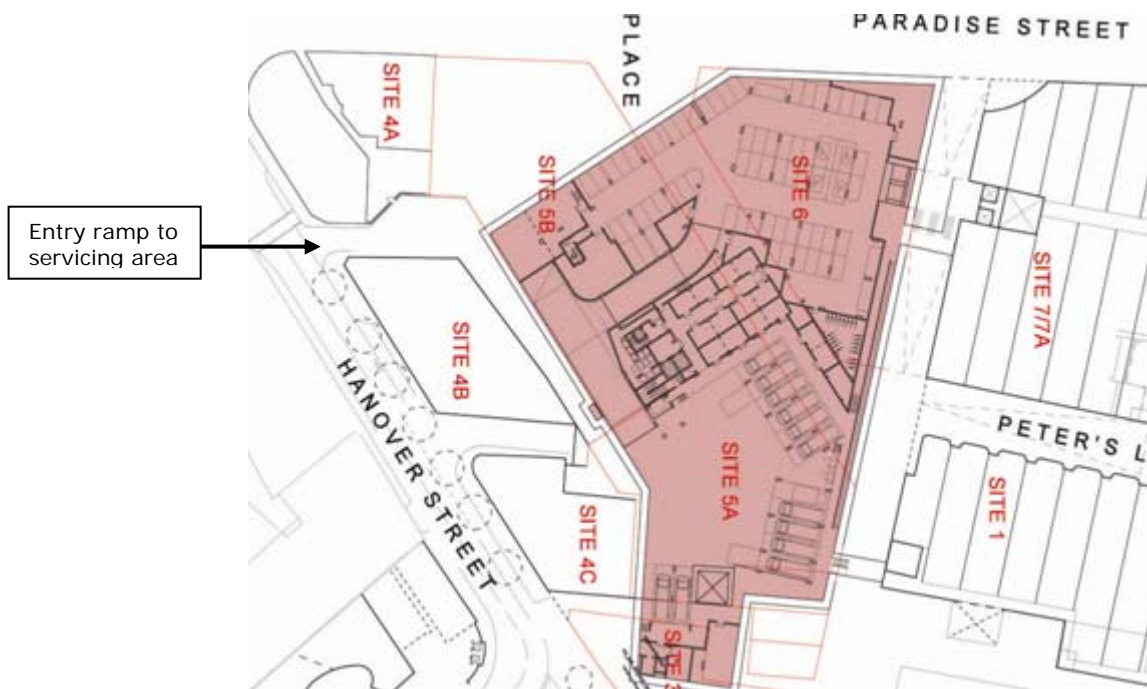 PARADISE STREET
PLACE
SITE 4A
SITE 5B
SITE 6
Entry ramp to
servicing area
SITE 7/7A
SITE 4B
HANOVER STREET
PETER'S L
SITE 5A
SITE 1
SITE 4C
SITE